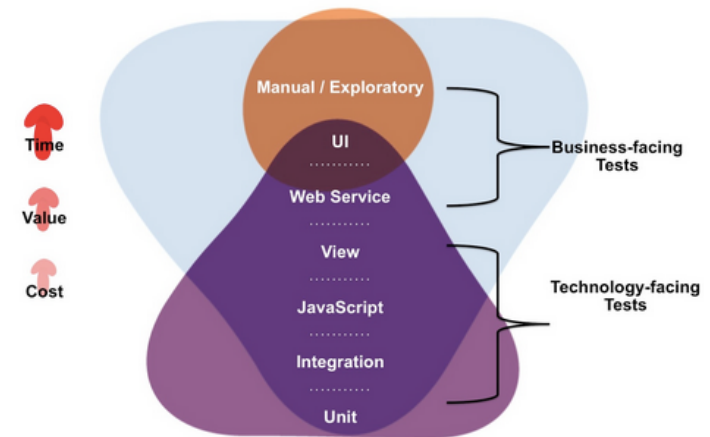 Manual / Exploratory
UI
Web Service
View
JavaScript
Integration
Unit
Time
Value
Cost
Business-facing
Tests
Technology-facing
Tests